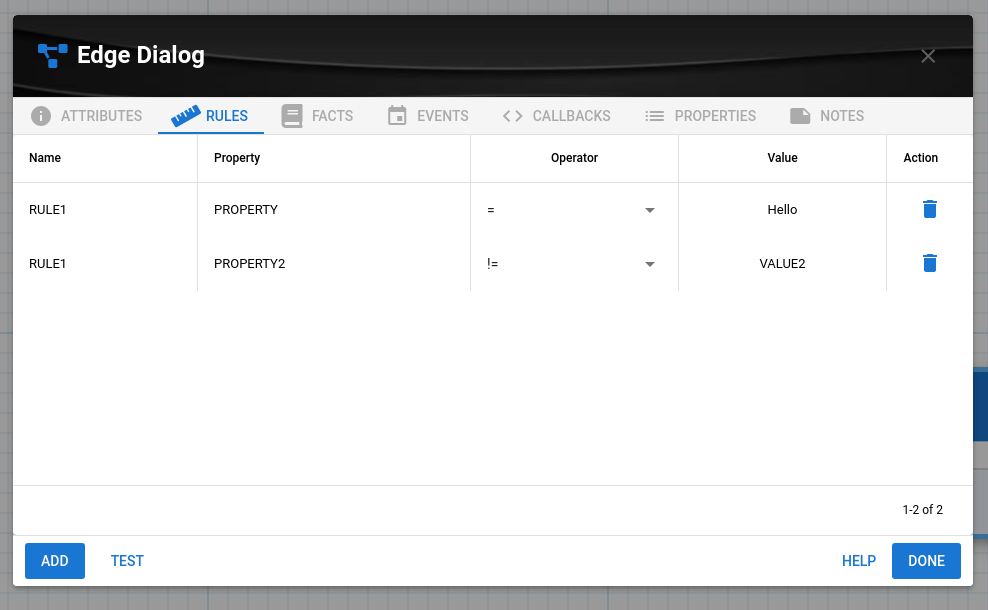 Edge Dialog
ATTRIBUTES RULES FACTS EVENTS CALLBACKS PROPERTIES NOTES
Name Property Operator Value Action
RULE1 PROPERTY = Hello
RULE1 PROPERTY2 != VALUE2
1-2 of 2
ADD TEST HELP DONE